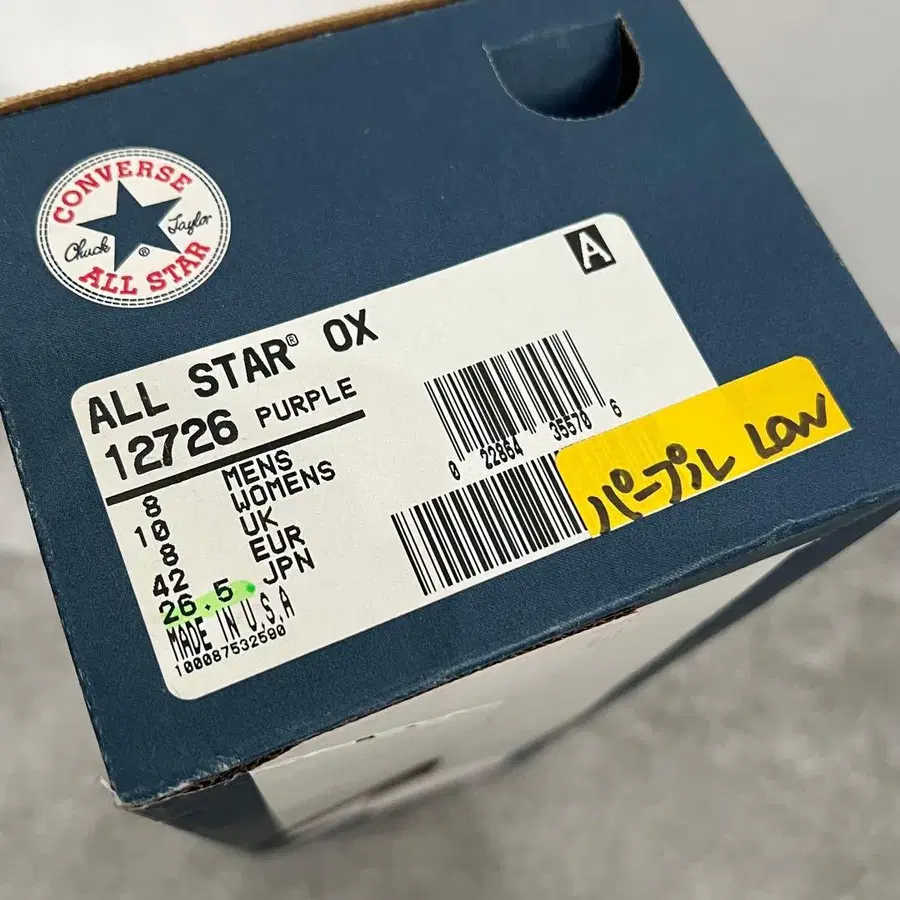 CONVERSE
Chuck Taylor
®
ALL STAR
A
ALL STAR® OX
12726 PURPLE
8 MENS
10 WOMENS
8 UK
42 EUR
26.5 JPN
MADE IN U.S.A
100087532590
0 22864 35570 6
パープル LOW